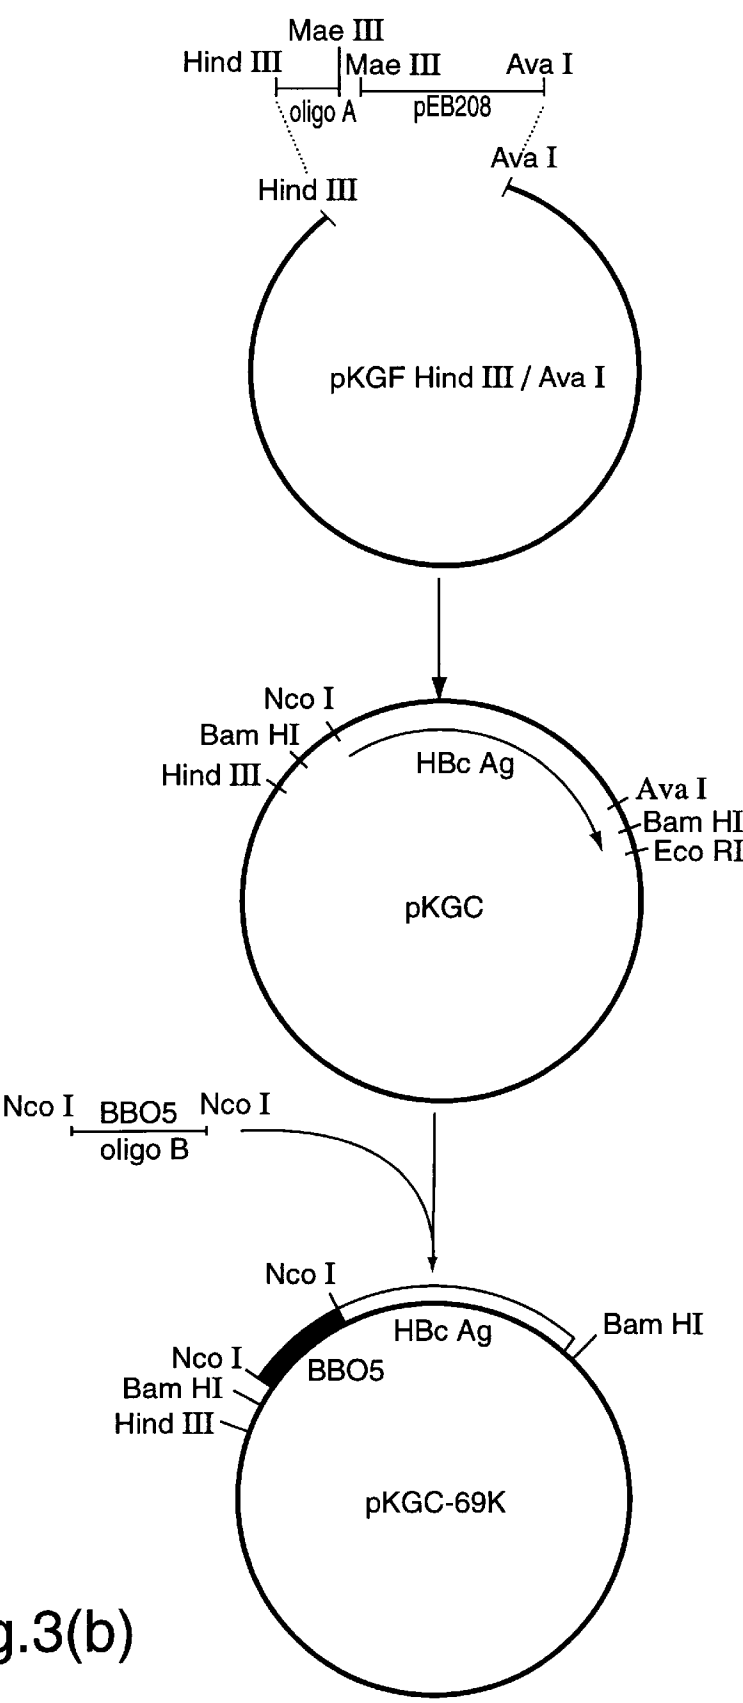 Mae III
Hind III
Mae III
Ava I
oligo A
pEB208
Ava I
Hind III
pKGF Hind III / Ava I
Nco I
Bam HI
HBc Ag
Hind III
Ava I
Bam HI
Eco RI
pKGC
Nco I
BBO5
Nco I
oligo B
Nco I
Bam HI
HBc Ag
Nco I
BBO5
Bam HI
Hind III
pKGC-69K
g.3(b)